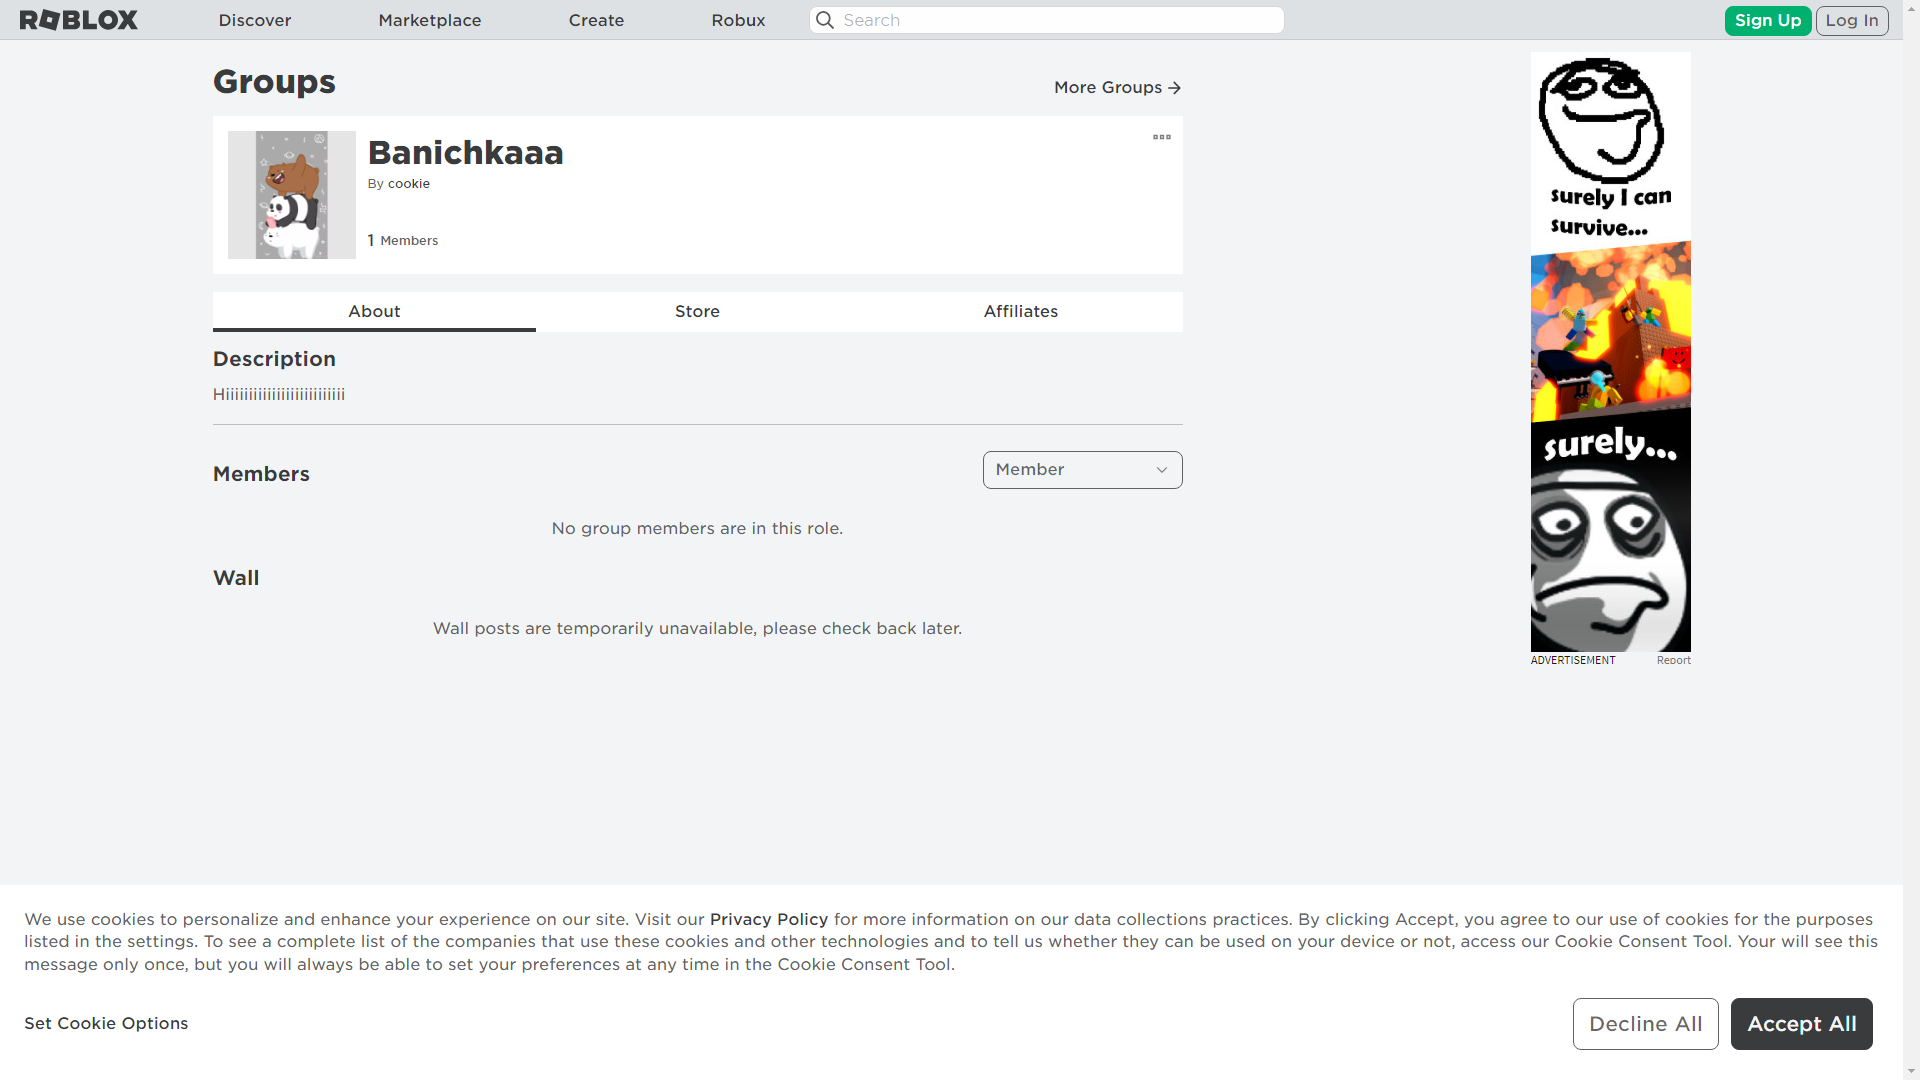 ROBLOX
Discover
Marketplace
Create
Robux
Search
Sign Up
Log In
Groups
More Groups
Banichkaaa
By cookie
1 Members
About
Store
Affiliates
Description
Hiiiiiiiiiiiiiiiiiiiiiiiiii
Members
Member
No group members are in this role.
Wall
Wall posts are temporarily unavailable, please check back later.
surely I can
survive...
surely...
ADVERTISEMENT
Report
We use cookies to personalize and enhance your experience on our site. Visit our Privacy Policy for more information on our data collections practices. By clicking Accept, you agree to our use of cookies for the purposes
listed in the settings. To see a complete list of the companies that use these cookies and other technologies and to tell us whether they can be used on your device or not, access our Cookie Consent Tool. Your will see this
message only once, but you will always be able to set your preferences at any time in the Cookie Consent Tool.
Set Cookie Options
Decline All
Accept All